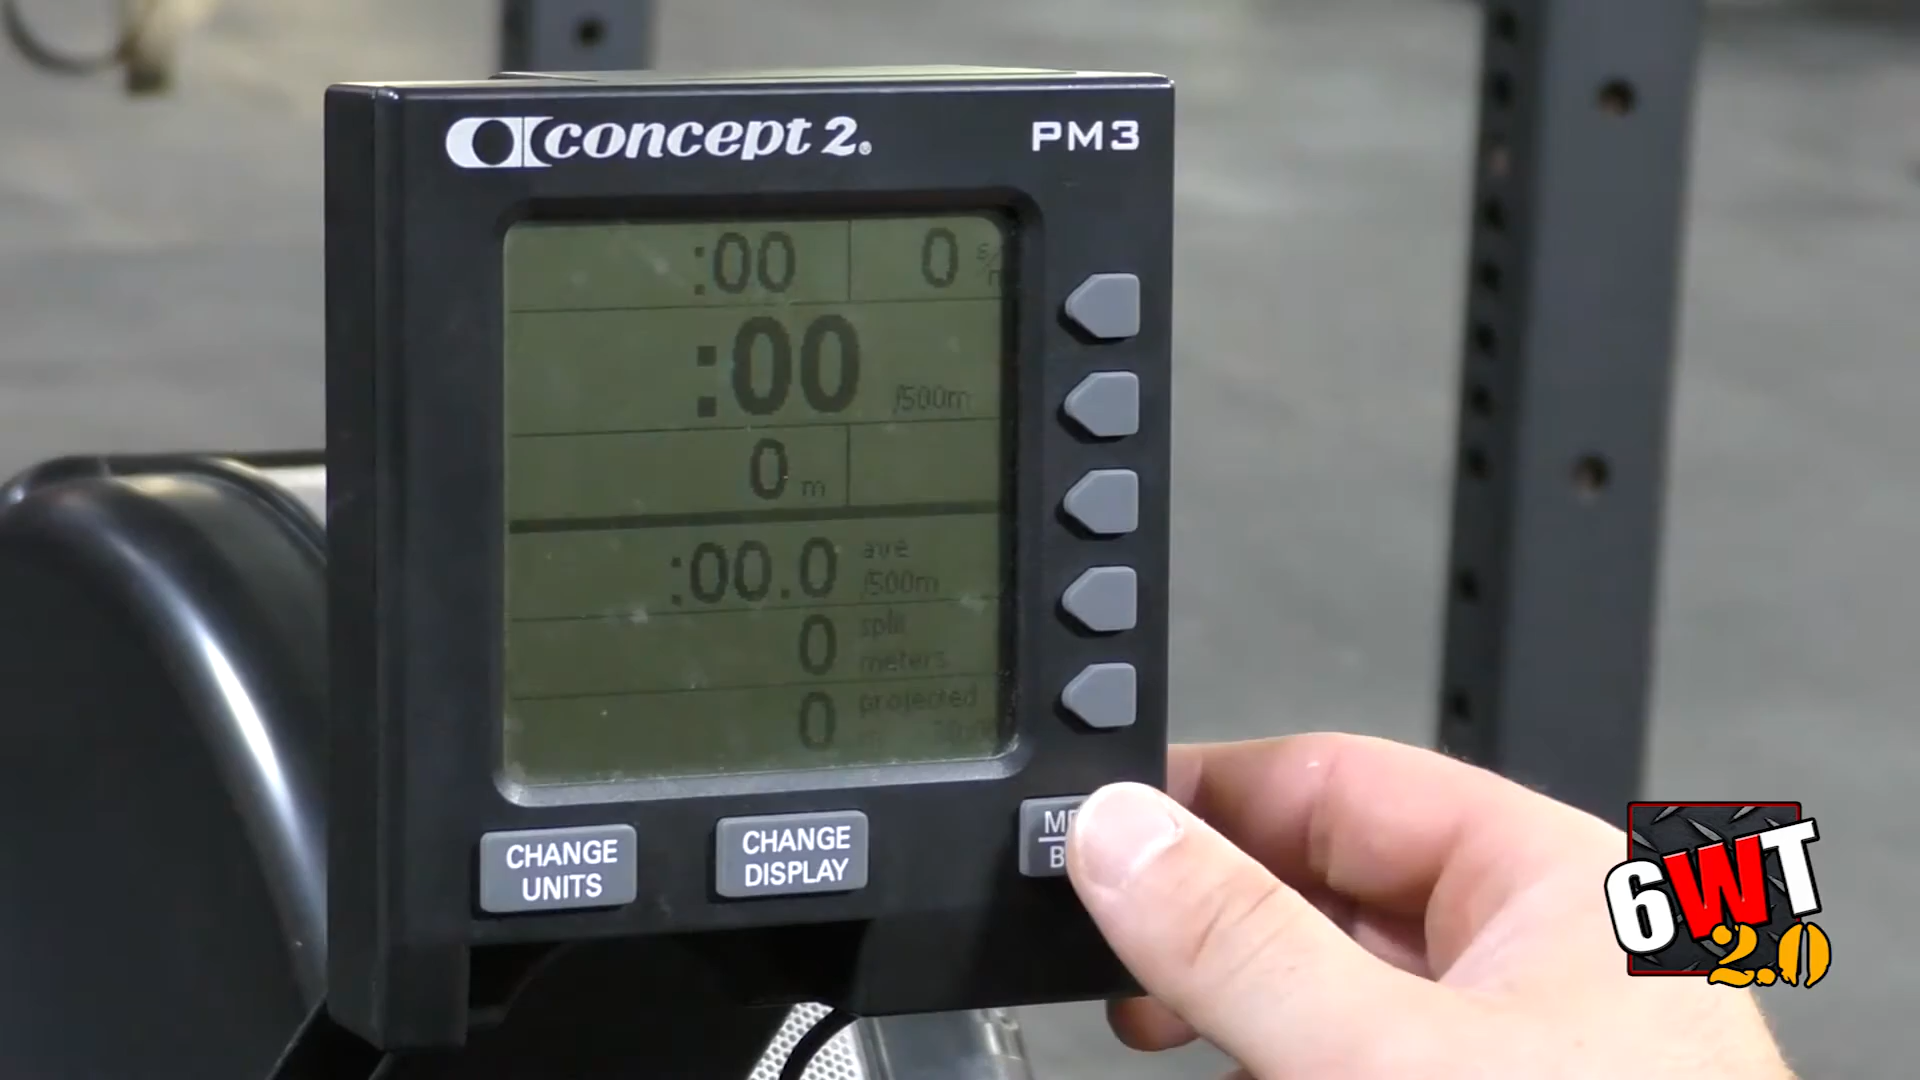 concept 2® PM3
:00 0 s/m
:00 /500m
0 m
:00.0 ave /500m
0 split meters
0 projected
CHANGE UNITS
CHANGE DISPLAY
6WT
2.0